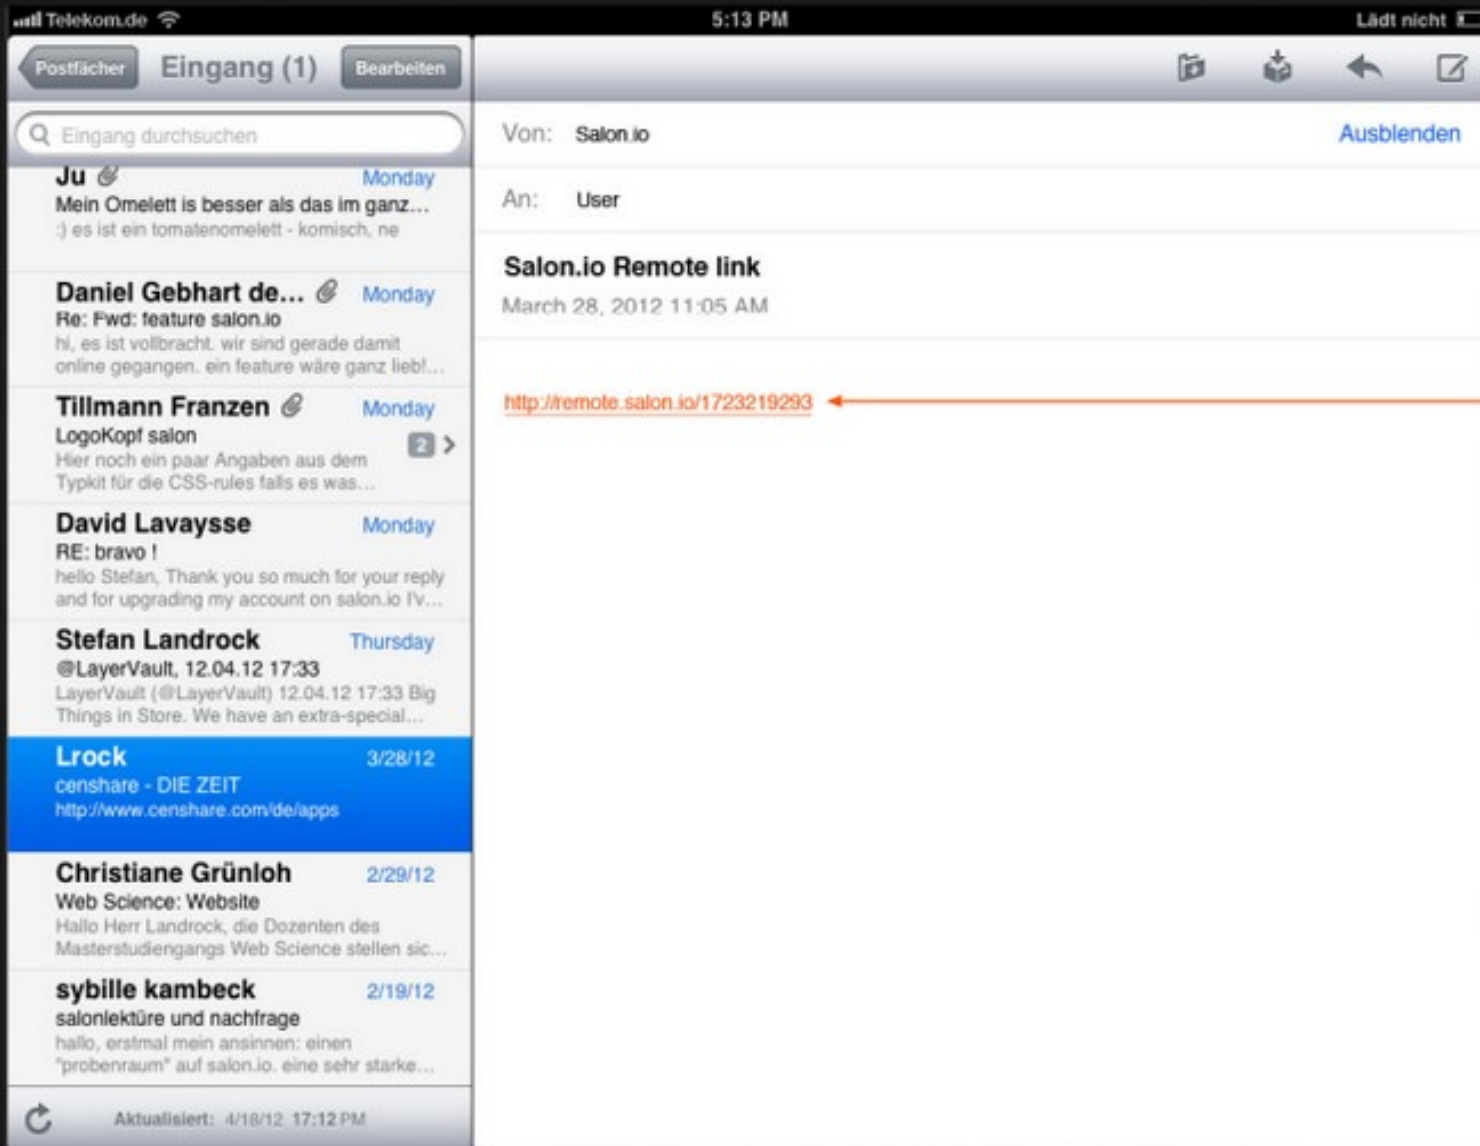 Telekom.de 5:13 PM Lädt nicht
Postfächer Eingang (1) Bearbeiten
Eingang durchsuchen
Ju Monday
Mein Omelett is besser als das im ganz...
:) es ist ein tomatenomelett - komisch, ne
Daniel Gebhart de... Monday
Re: Fwd: feature salon.io
hi, es ist vollbracht. wir sind gerade damit
online gegangen. ein feature wäre ganz lieb!...
Tillmann Franzen Monday
LogoKopf salon
2
Hier noch ein paar Angaben aus dem
Typkit für die CSS-rules falls es was...
David Lavaysse Monday
RE: bravo !
hello Stefan, Thank you so much for your reply
and for upgrading my account on salon.io I'v...
Stefan Landrock Thursday
@LayerVault, 12.04.12 17:33
LayerVault (@LayerVault) 12.04.12 17:33 Big
Things in Store. We have an extra-special...
Lrock 3/28/12
censhare - DIE ZEIT
http://www.censhare.com/de/apps
Christiane Grünloh 2/29/12
Web Science: Website
Hallo Herr Landrock, die Dozenten des
Masterstudiengangs Web Science stellen sic...
sybille kambeck 2/19/12
salonlektüre und nachfrage
hallo, erstmal mein ansinnen: einen
"probenraum" auf salon.io. eine sehr starke...
Aktualisiert: 4/18/12 17:12 PM
Von: Salon.io Ausblenden
An: User
Salon.io Remote link
March 28, 2012 11:05 AM
http://remote.salon.io/1723219293